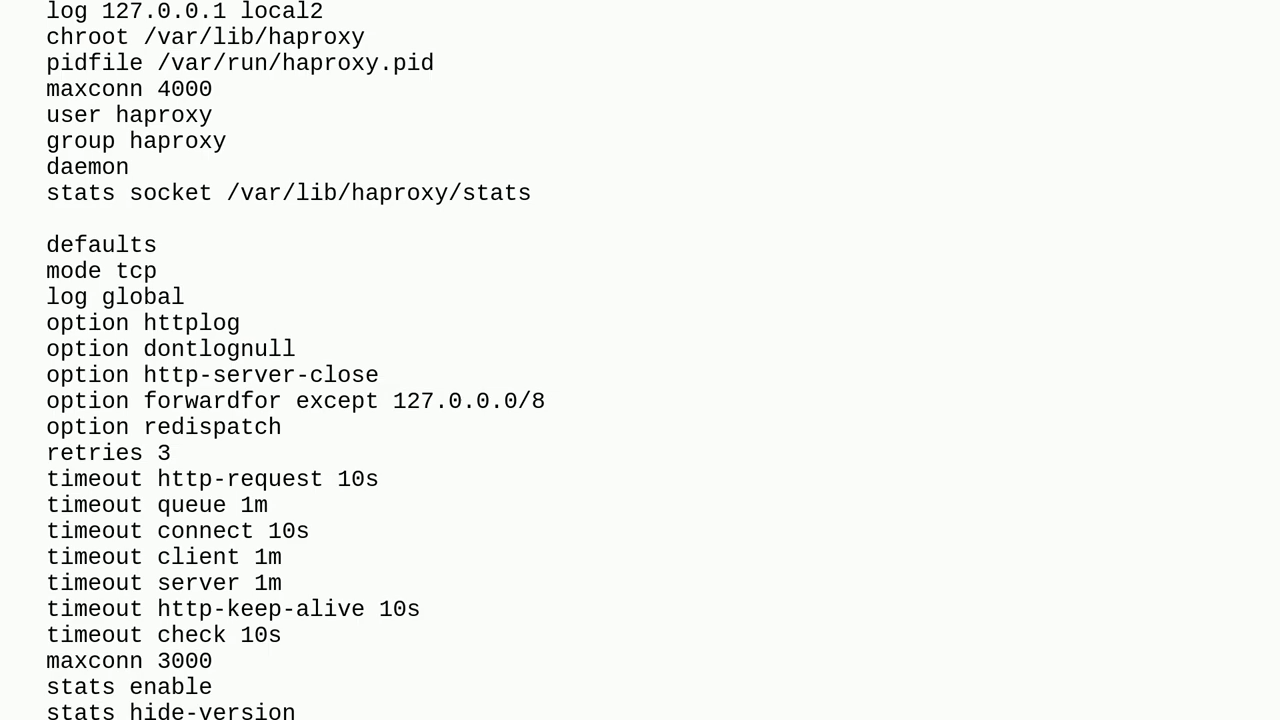 log 127.0.0.1 local2
chroot /var/lib/haproxy
pidfile /var/run/haproxy.pid
maxconn 4000
user haproxy
group haproxy
daemon
stats socket /var/lib/haproxy/stats

defaults
mode tcp
log global
option httplog
option dontlognull
option http-server-close
option forwardfor except 127.0.0.0/8
option redispatch
retries 3
timeout http-request 10s
timeout queue 1m
timeout connect 10s
timeout client 1m
timeout server 1m
timeout http-keep-alive 10s
timeout check 10s
maxconn 3000
stats enable
stats hide-version